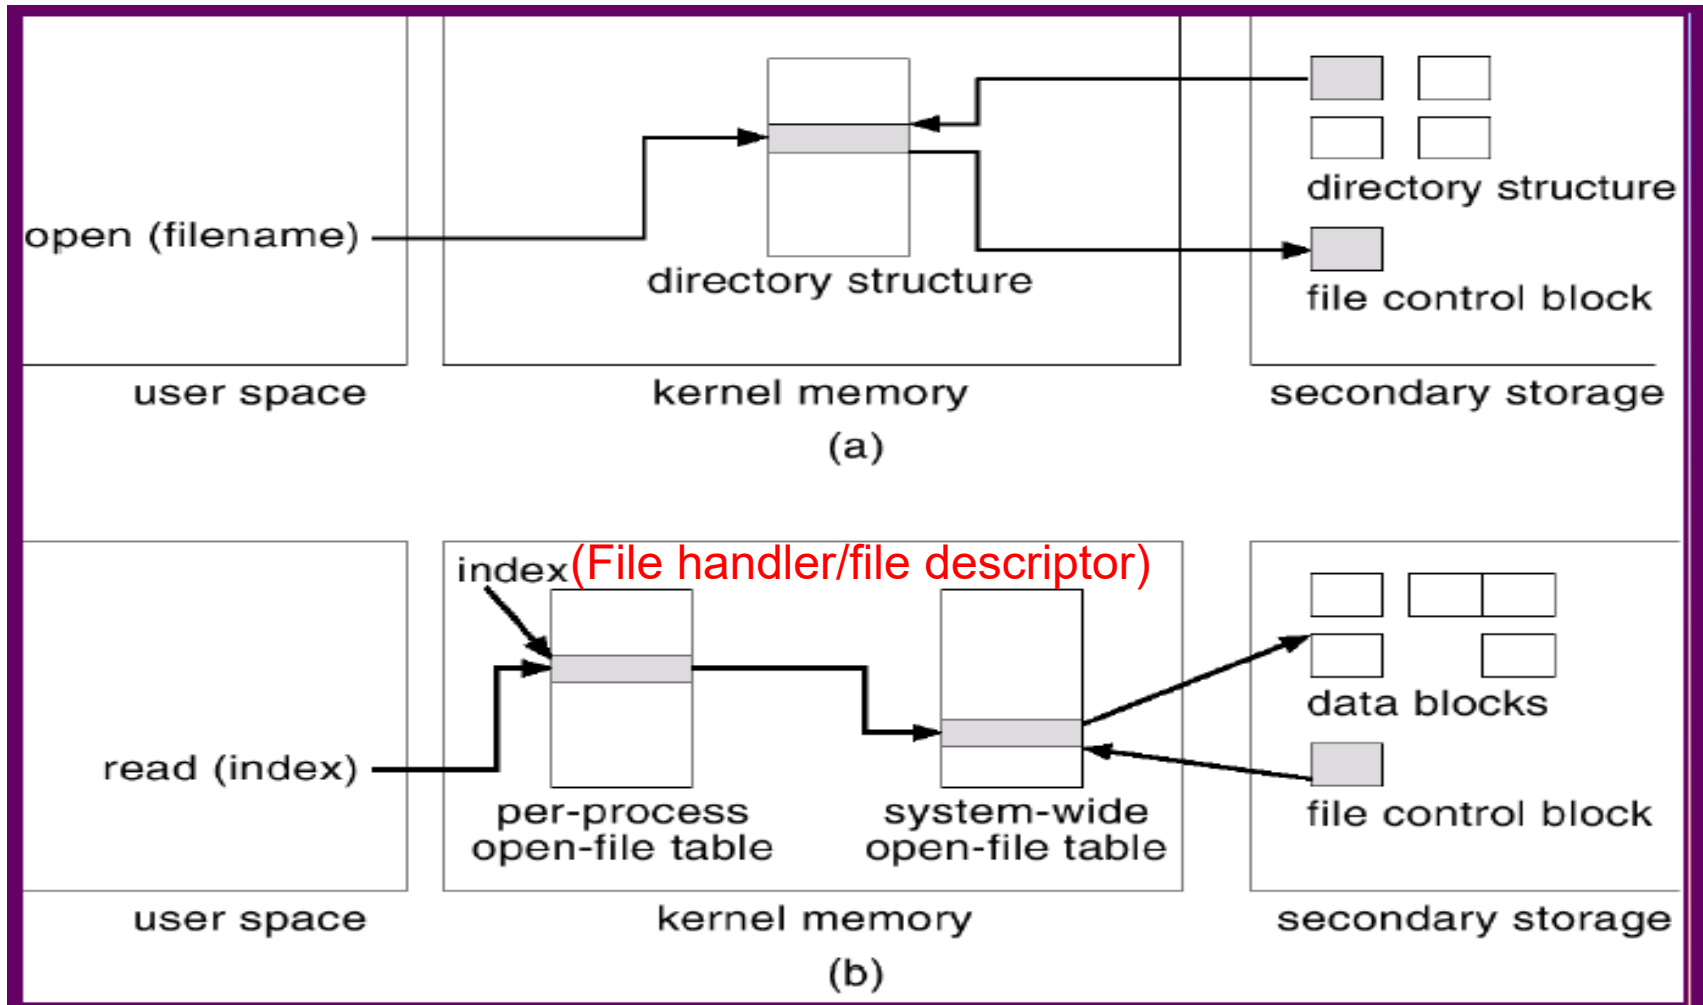 open (filename)
directory structure
directory structure
file control block
user space
kernel memory
secondary storage
(a)
index(File handler/file descriptor)
read (index)
per-process
open-file table
system-wide
open-file table
data blocks
file control block
user space
kernel memory
secondary storage
(b)